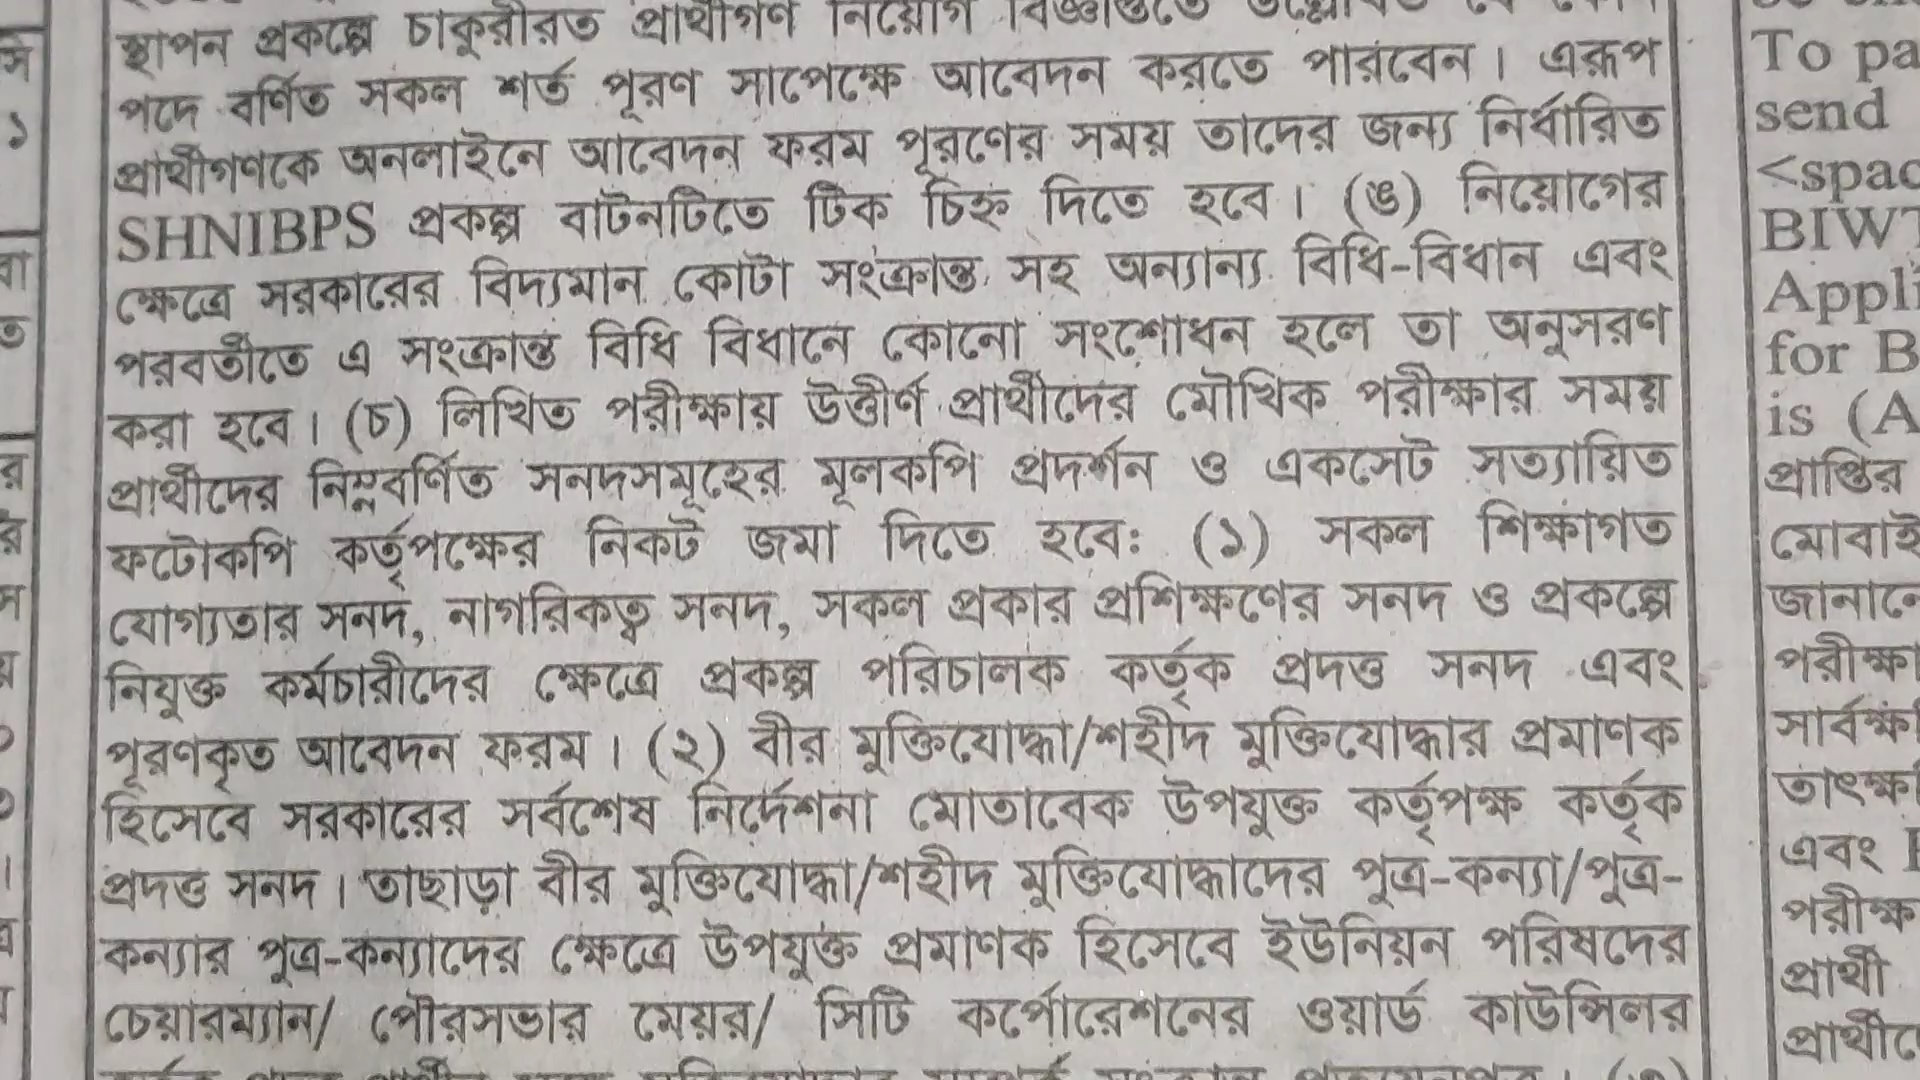 স্থাপন প্রকল্পে চাকুরীরত প্রার্থীগণ নিয়োগ বিজ্ঞপ্তিতে
পদে বর্ণিত সকল শর্ত পূরণ সাপেক্ষে আবেদন করতে পারবেন। এরূপ
প্রার্থীগণকে অনলাইনে আবেদন ফরম পূরণের সময় তাদের জন্য নির্ধারিত
SHNIBPS প্রকল্প বাটনটিতে টিক চিহ্ন দিতে হবে। (ঙ) নিয়োগের
ক্ষেত্রে সরকারের বিদ্যমান কোটা সংক্রান্ত সহ অন্যান্য বিধি-বিধান এবং
পরবর্তীতে এ সংক্রান্ত বিধি বিধানে কোনো সংশোধন হলে তা অনুসরণ
করা হবে। (চ) লিখিত পরীক্ষায় উত্তীর্ণ প্রার্থীদের মৌখিক পরীক্ষার সময়
প্রার্থীদের নিম্নবর্ণিত সনদসমূহের মূলকপি প্রদর্শন ও একসেট সত্যায়িত
ফটোকপি কর্তৃপক্ষের নিকট জমা দিতে হবে: (১) সকল শিক্ষাগত
যোগ্যতার সনদ, নাগরিকত্ব সনদ, সকল প্রকার প্রশিক্ষণের সনদ ও প্রকল্পে
নিযুক্ত কর্মচারীদের ক্ষেত্রে প্রকল্প পরিচালক কর্তৃক প্রদত্ত সনদ এবং
পূরণকৃত আবেদন ফরম। (২) বীর মুক্তিযোদ্ধা/শহীদ মুক্তিযোদ্ধার প্রমাণক
হিসেবে সরকারের সর্বশেষ নির্দেশনা মোতাবেক উপযুক্ত কর্তৃপক্ষ কর্তৃক
প্রদত্ত সনদ। তাছাড়া বীর মুক্তিযোদ্ধা/শহীদ মুক্তিযোদ্ধাদের পুত্র-কন্যা/পুত্র-
কন্যার পুত্র-কন্যাদের ক্ষেত্রে উপযুক্ত প্রমাণক হিসেবে ইউনিয়ন পরিষদের
চেয়ারম্যান/ পৌরসভার মেয়র/ সিটি কর্পোরেশনের ওয়ার্ড কাউন্সিলর
To pa
send
<spac
BIWT
Appli
for B
is (A
প্রাপ্তির
মোবাই
জানানে
পরীক্ষা
সার্বক্ষ
তাৎক্ষ
এবং
পরীক্ষ
প্রার্থী
প্রার্থীে